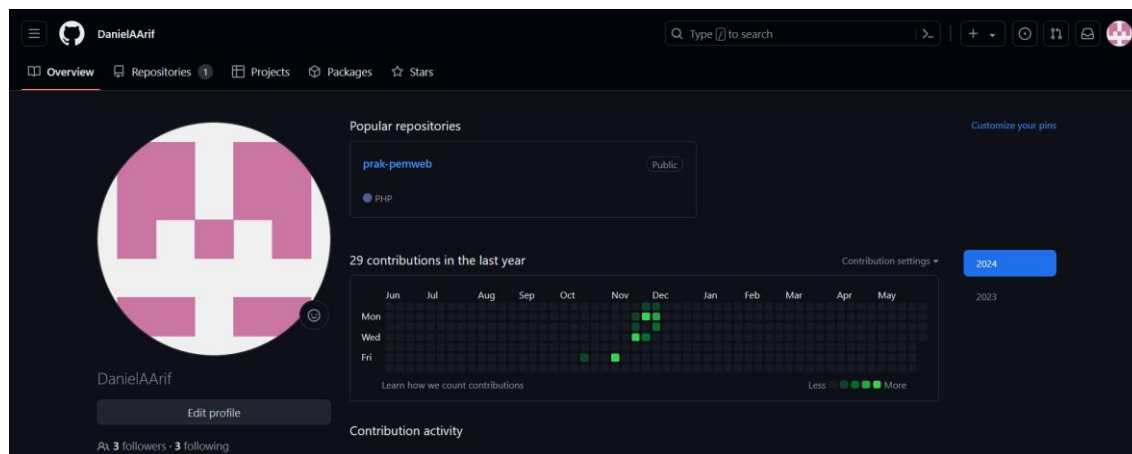 DanielAArif
Type / to search
Overview Repositories 1 Projects Packages Stars
Popular repositories
Customize your pins
prak-pemweb Public
PHP
29 contributions in the last year
Contribution settings
2024
2023
Jun Jul Aug Sep Oct Nov Dec Jan Feb Mar Apr May
Mon
Wed
Fri
Learn how we count contributions
Less More
DanielAArif
Edit profile
3 followers · 3 following
Contribution activity